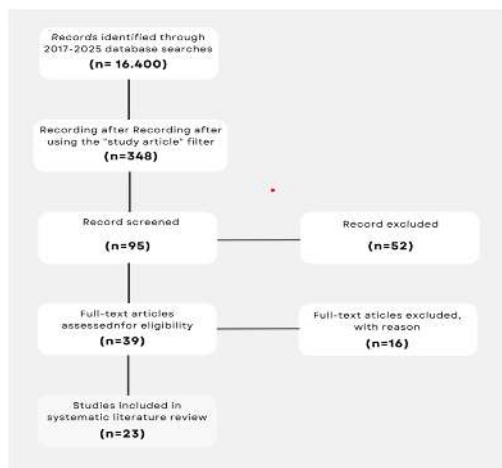 Records identified through
2017-2025 database searches
(n= 16.400)
Recording after Recording after
using the "study article" filter
(n=348)
Record screened
(n=95)
Record excluded
(n=52)
Full-text articles
assessednfor eligibility
(n=39)
Full-text aticles excluded,
with reason
(n=16)
Studies included in
systematic literature review
(n=23)